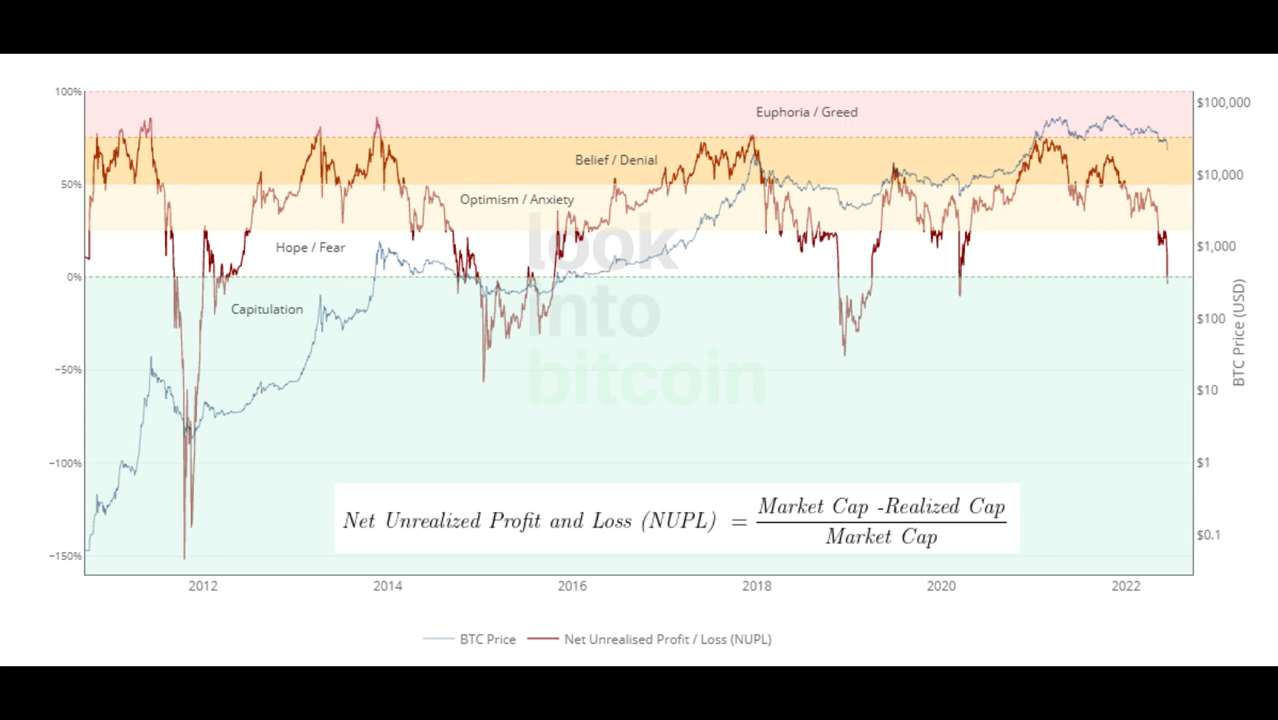 100%
50%
0%
−50%
−100%
−150%
$100,000
$10,000
$1,000
$100
$10
$1
$0.1
BTC Price (USD)
Euphoria / Greed
Belief / Denial
Optimism / Anxiety
Hope / Fear
Capitulation
look
into
bitcoin
Net Unrealized Profit and Loss (NUPL) = Market Cap -Realized Cap
Market Cap
2012 2014 2016 2018 2020 2022
BTC Price Net Unrealised Profit / Loss (NUPL)